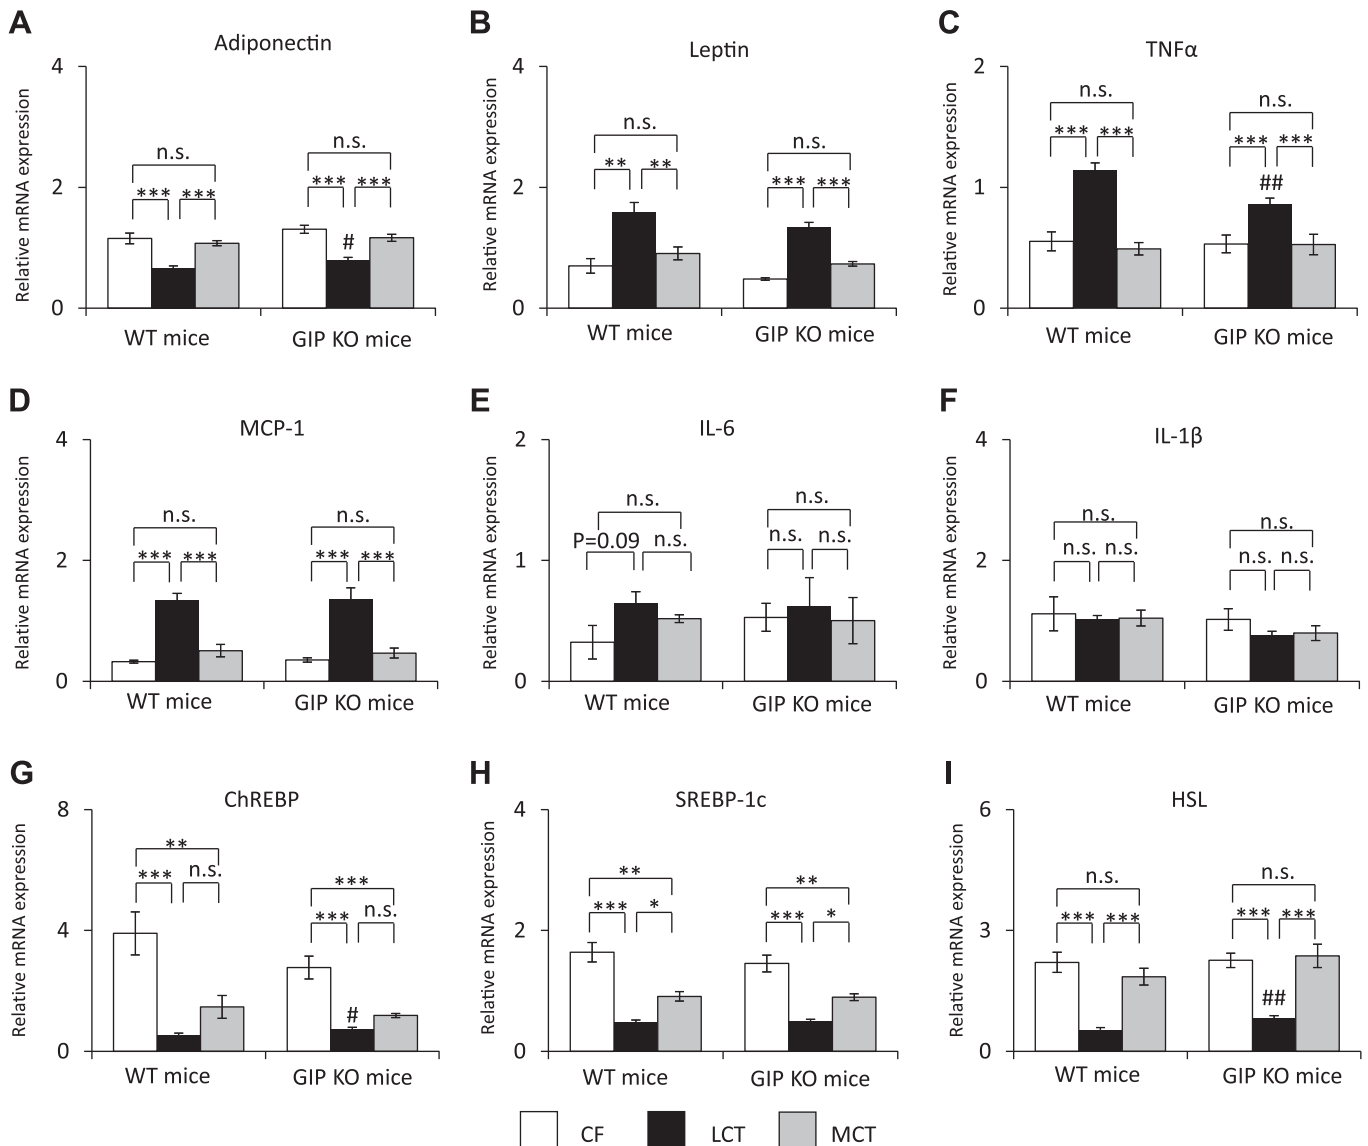 A
Adiponectin
Relative mRNA expression
4
2
0
n.s.
*** ***
n.s.
*** ***
#
WT mice
GIP KO mice
B
Leptin
Relative mRNA expression
4
2
0
n.s.
** **
n.s.
*** ***
WT mice
GIP KO mice
C
TNFα
Relative mRNA expression
2
1
0
n.s.
*** ***
n.s.
*** ***
##
WT mice
GIP KO mice
D
MCP-1
Relative mRNA expression
4
2
0
n.s.
*** ***
n.s.
*** ***
WT mice
GIP KO mice
E
IL-6
Relative mRNA expression
2
1
0
n.s.
P=0.09 n.s.
n.s.
n.s. n.s.
WT mice
GIP KO mice
F
IL-1β
Relative mRNA expression
4
2
0
n.s.
n.s. n.s.
n.s.
n.s. n.s.
WT mice
GIP KO mice
G
ChREBP
Relative mRNA expression
8
4
0
**
*** n.s.
***
*** n.s.
#
WT mice
GIP KO mice
H
SREBP-1c
Relative mRNA expression
4
2
0
**
*** *
**
*** *
WT mice
GIP KO mice
I
HSL
Relative mRNA expression
6
3
0
n.s.
*** ***
n.s.
*** ***
##
WT mice
GIP KO mice
CF LCT MCT